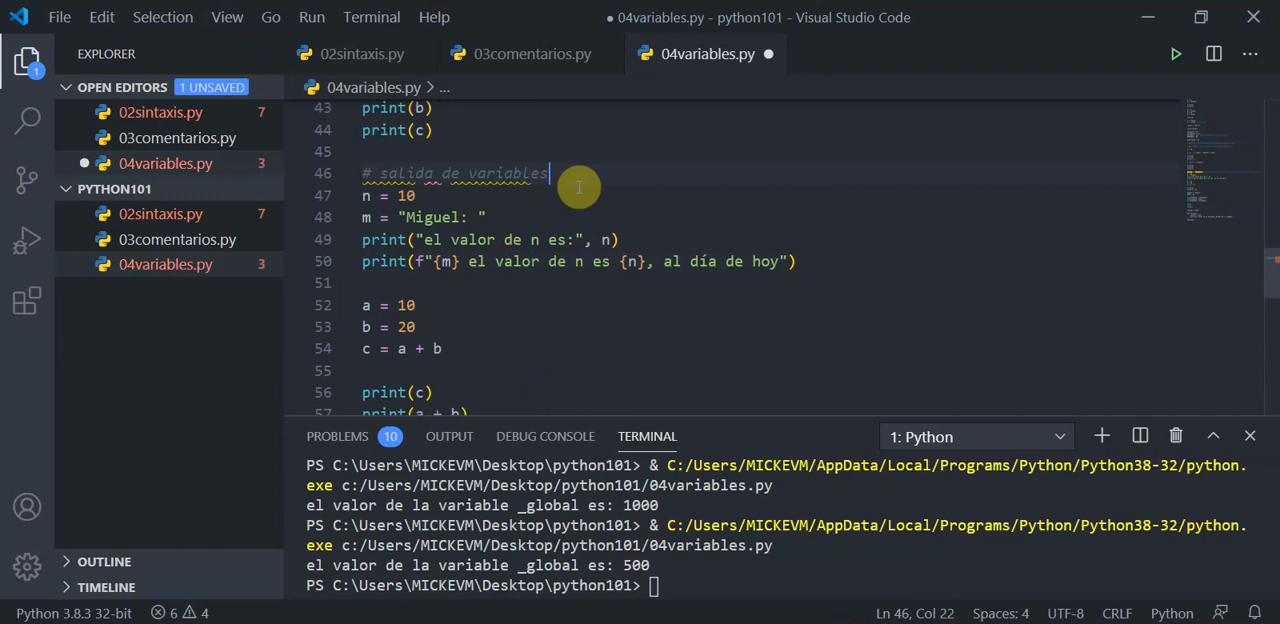 File Edit Selection View Go Run Terminal Help ● 04variables.py - python101 - Visual Studio Code
EXPLORER
02sintaxis.py 03comentarios.py 04variables.py
OPEN EDITORS 1 UNSAVED
02sintaxis.py 7
03comentarios.py
04variables.py 3
PYTHON101
02sintaxis.py 7
03comentarios.py
04variables.py 3
OUTLINE
TIMELINE
1
04variables.py > ...
43 print(b)
44 print(c)
45
46 # salida de variables
47 n = 10
48 m = "Miguel: "
49 print("el valor de n es:", n)
50 print(f"{m} el valor de n es {n}, al día de hoy")
51
52 a = 10
53 b = 20
54 c = a + b
55
56 print(c)
57 print(a + b)
PROBLEMS 10 OUTPUT DEBUG CONSOLE TERMINAL 1: Python
PS C:\Users\MICKEVM\Desktop\python101> & C:/Users/MICKEVM/AppData/Local/Programs/Python/Python38-32/python.
exe c:/Users/MICKEVM/Desktop/python101/04variables.py
el valor de la variable _global es: 1000
PS C:\Users\MICKEVM\Desktop\python101> & C:/Users/MICKEVM/AppData/Local/Programs/Python/Python38-32/python.
exe c:/Users/MICKEVM/Desktop/python101/04variables.py
el valor de la variable _global es: 500
PS C:\Users\MICKEVM\Desktop\python101>
Python 3.8.3 32-bit 6 4 Ln 46, Col 22 Spaces: 4 UTF-8 CRLF Python